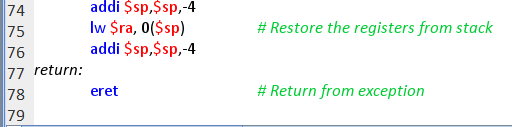 74 addi $sp,$sp,-4
75 lw $ra, 0($sp) # Restore the registers from stack
76 addi $sp,$sp,-4
77 return:
78 eret # Return from exception
79